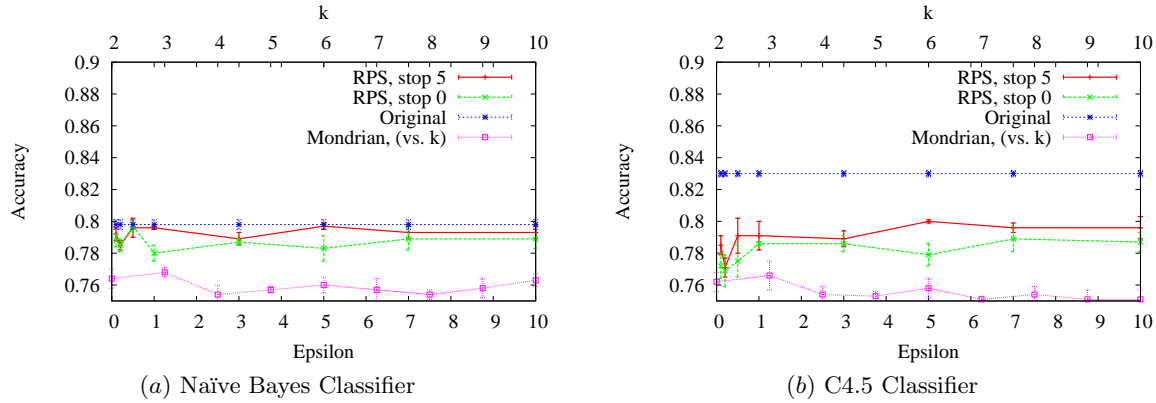 k
2 3 4 5 6 7 8 9 10
0.9
0.88
0.86
0.84
0.82
0.8
0.78
0.76
Accuracy
RPS, stop 5
RPS, stop 0
Original
Mondrian, (vs. k)
0 1 2 3 4 5 6 7 8 9 10
Epsilon
(a) Naïve Bayes Classifier
k
2 3 4 5 6 7 8 9 10
0.9
0.88
0.86
0.84
0.82
0.8
0.78
0.76
Accuracy
RPS, stop 5
RPS, stop 0
Original
Mondrian, (vs. k)
0 1 2 3 4 5 6 7 8 9 10
Epsilon
(b) C4.5 Classifier